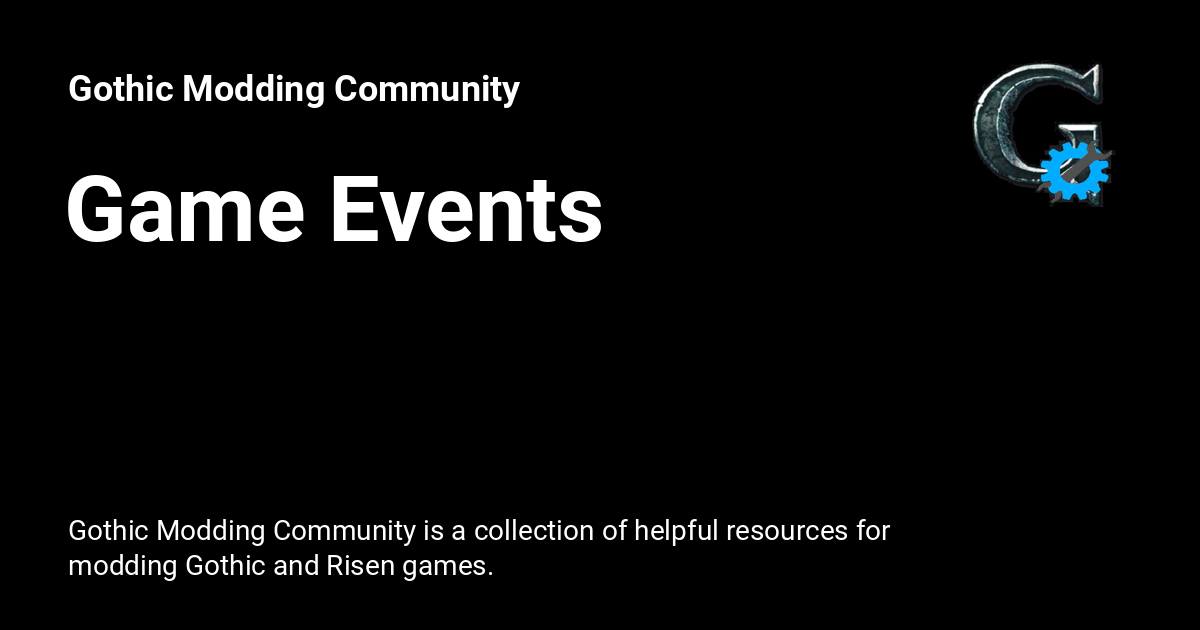 Gothic Modding Community
Game Events
Gothic Modding Community is a collection of helpful resources for
modding Gothic and Risen games.
G